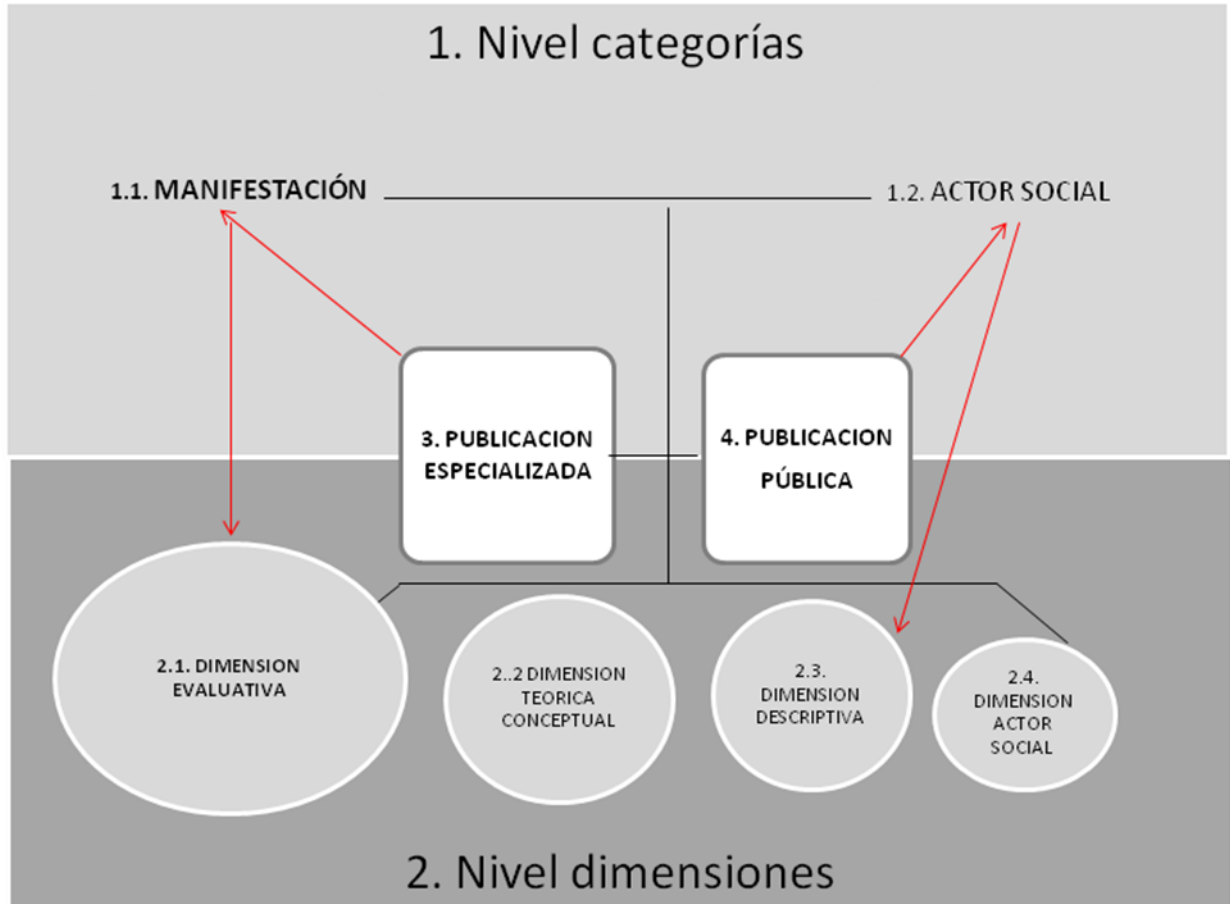 1. Nivel categorías
1.1. MANIFESTACIÓN
1.2. ACTOR SOCIAL
3. PUBLICACION
ESPECIALIZADA
4. PUBLICACION
PÚBLICA
2.1. DIMENSION
EVALUATIVA
2..2 DIMENSION
TEORICA
CONCEPTUAL
2.3.
DIMENSION
DESCRIPTIVA
2.4.
DIMENSION
ACTOR
SOCIAL
2. Nivel dimensiones